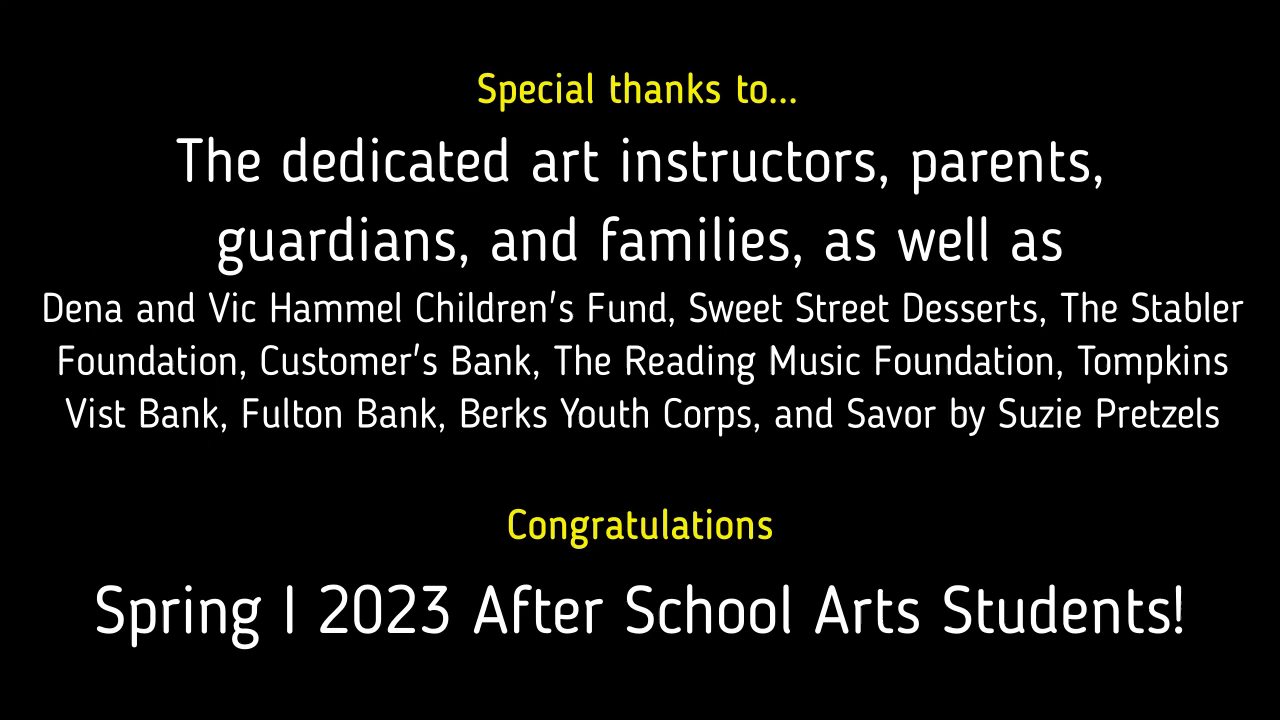 Special thanks to...
The dedicated art instructors, parents,
guardians, and families, as well as
Dena and Vic Hammel Children's Fund, Sweet Street Desserts, The Stabler
Foundation, Customer's Bank, The Reading Music Foundation, Tompkins
Vist Bank, Fulton Bank, Berks Youth Corps, and Savor by Suzie Pretzels
Congratulations
Spring I 2023 After School Arts Students!